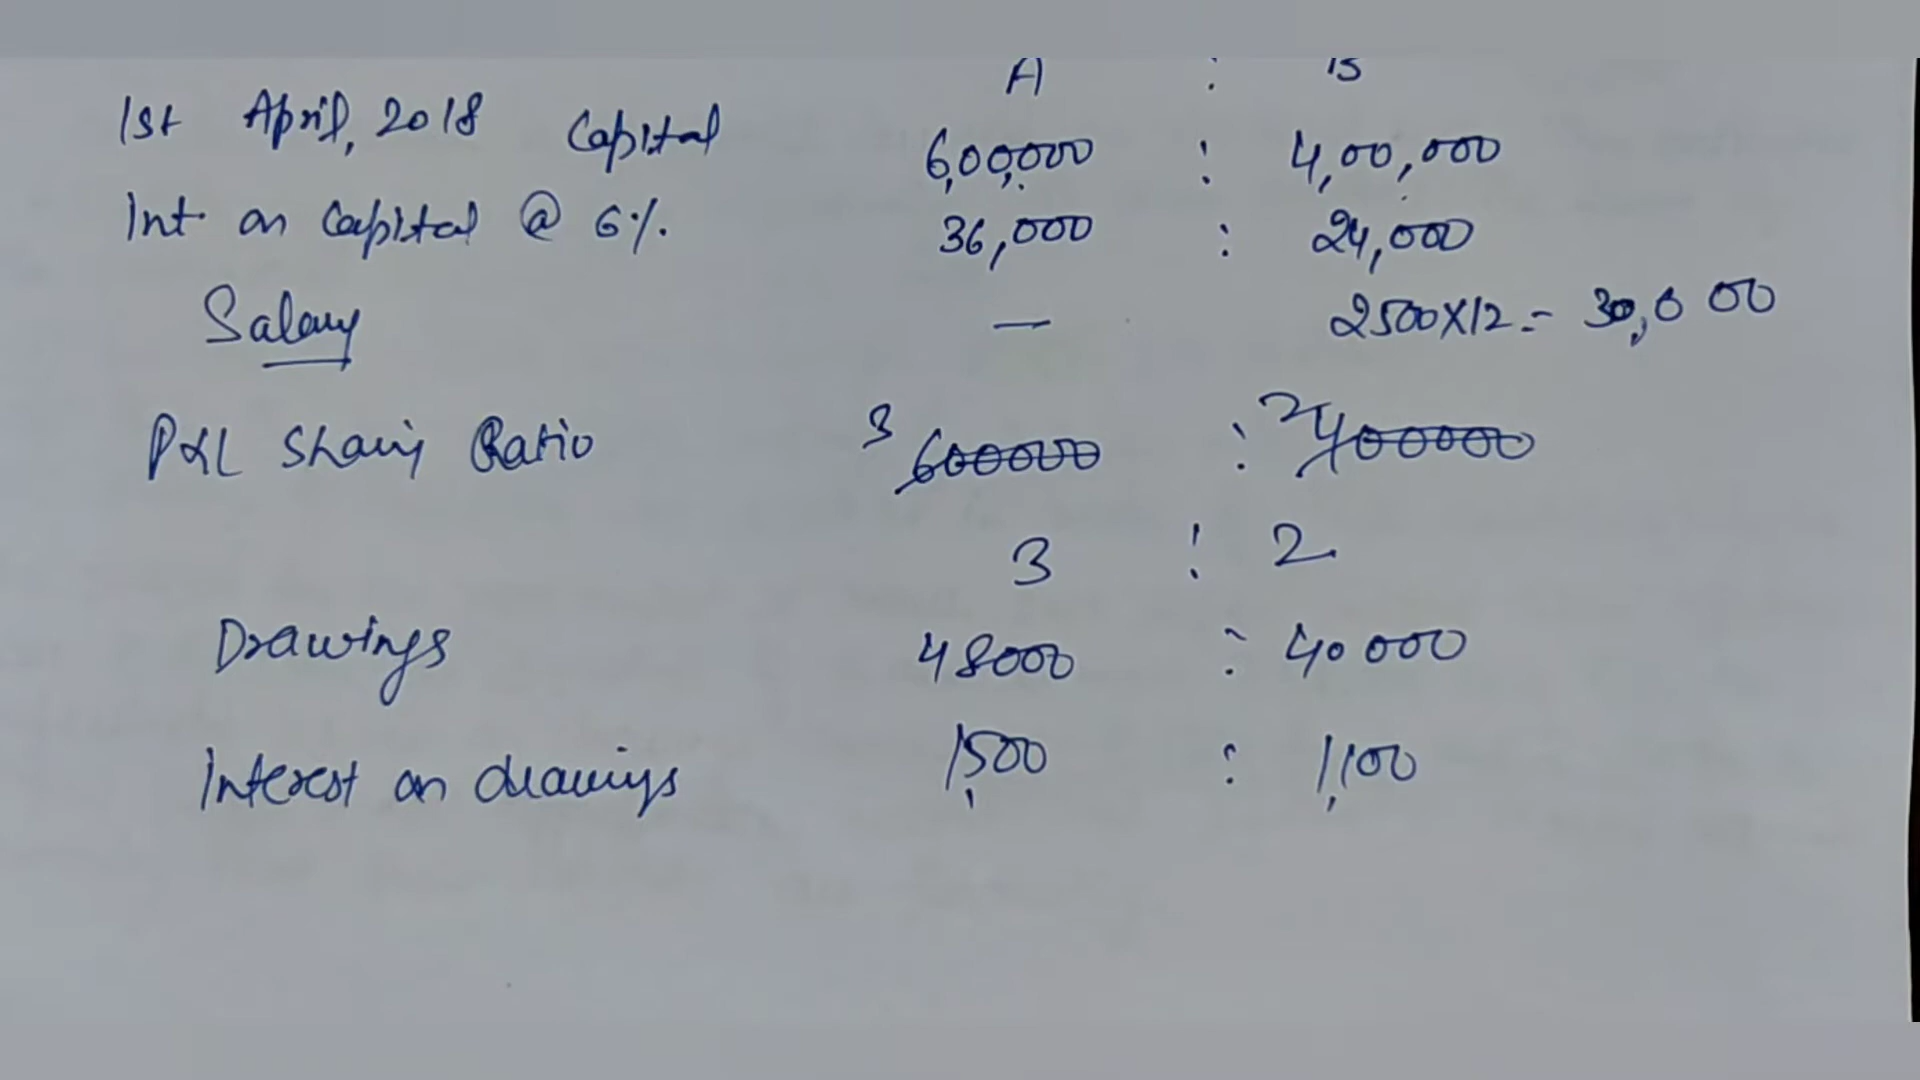 A : B
1st April, 2018 Capital 6,00,000 : 4,00,000
Int. on Capital @ 6% 36,000 : 24,000
Salary — 2500X12 = 30,000
P&L Sharing Ratio 3 600000 : 2 400000
3 : 2
Drawings 48000 : 40000
Interest on drawings 1,500 : 1,100